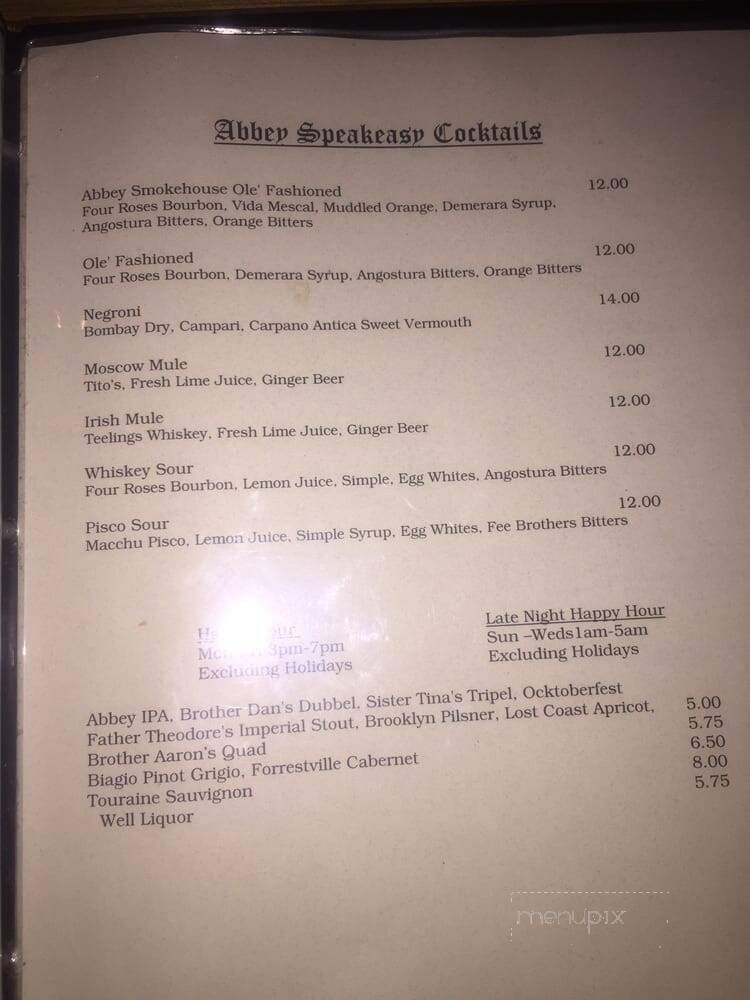 Abbey Speakeasy Cocktails
Abbey Smokehouse Ole' Fashioned 12.00
Four Roses Bourbon, Vida Mescal, Muddled Orange, Demerara Syrup,
Angostura Bitters, Orange Bitters
Ole' Fashioned 12.00
Four Roses Bourbon, Demerara Syrup, Angostura Bitters, Orange Bitters
Negroni 14.00
Bombay Dry, Campari, Carpano Antica Sweet Vermouth
Moscow Mule 12.00
Tito's, Fresh Lime Juice, Ginger Beer
Irish Mule 12.00
Teelings Whiskey, Fresh Lime Juice, Ginger Beer
Whiskey Sour 12.00
Four Roses Bourbon, Lemon Juice, Simple, Egg Whites, Angostura Bitters
Pisco Sour 12.00
Macchu Pisco, Lemon Juice, Simple Syrup, Egg Whites, Fee Brothers Bitters
Hour
3pm-7pm
Excluding Holidays
Late Night Happy Hour
Sun –Weds1am-5am
Excluding Holidays
Abbey IPA, Brother Dan's Dubbel. Sister Tina's Tripel, Ocktoberfest 5.00
Father Theodore's Imperial Stout, Brooklyn Pilsner, Lost Coast Apricot, 5.75
Brother Aaron's Quad 6.50
Biagio Pinot Grigio, Forrestville Cabernet 8.00
Touraine Sauvignon 5.75
Well Liquor
menupix